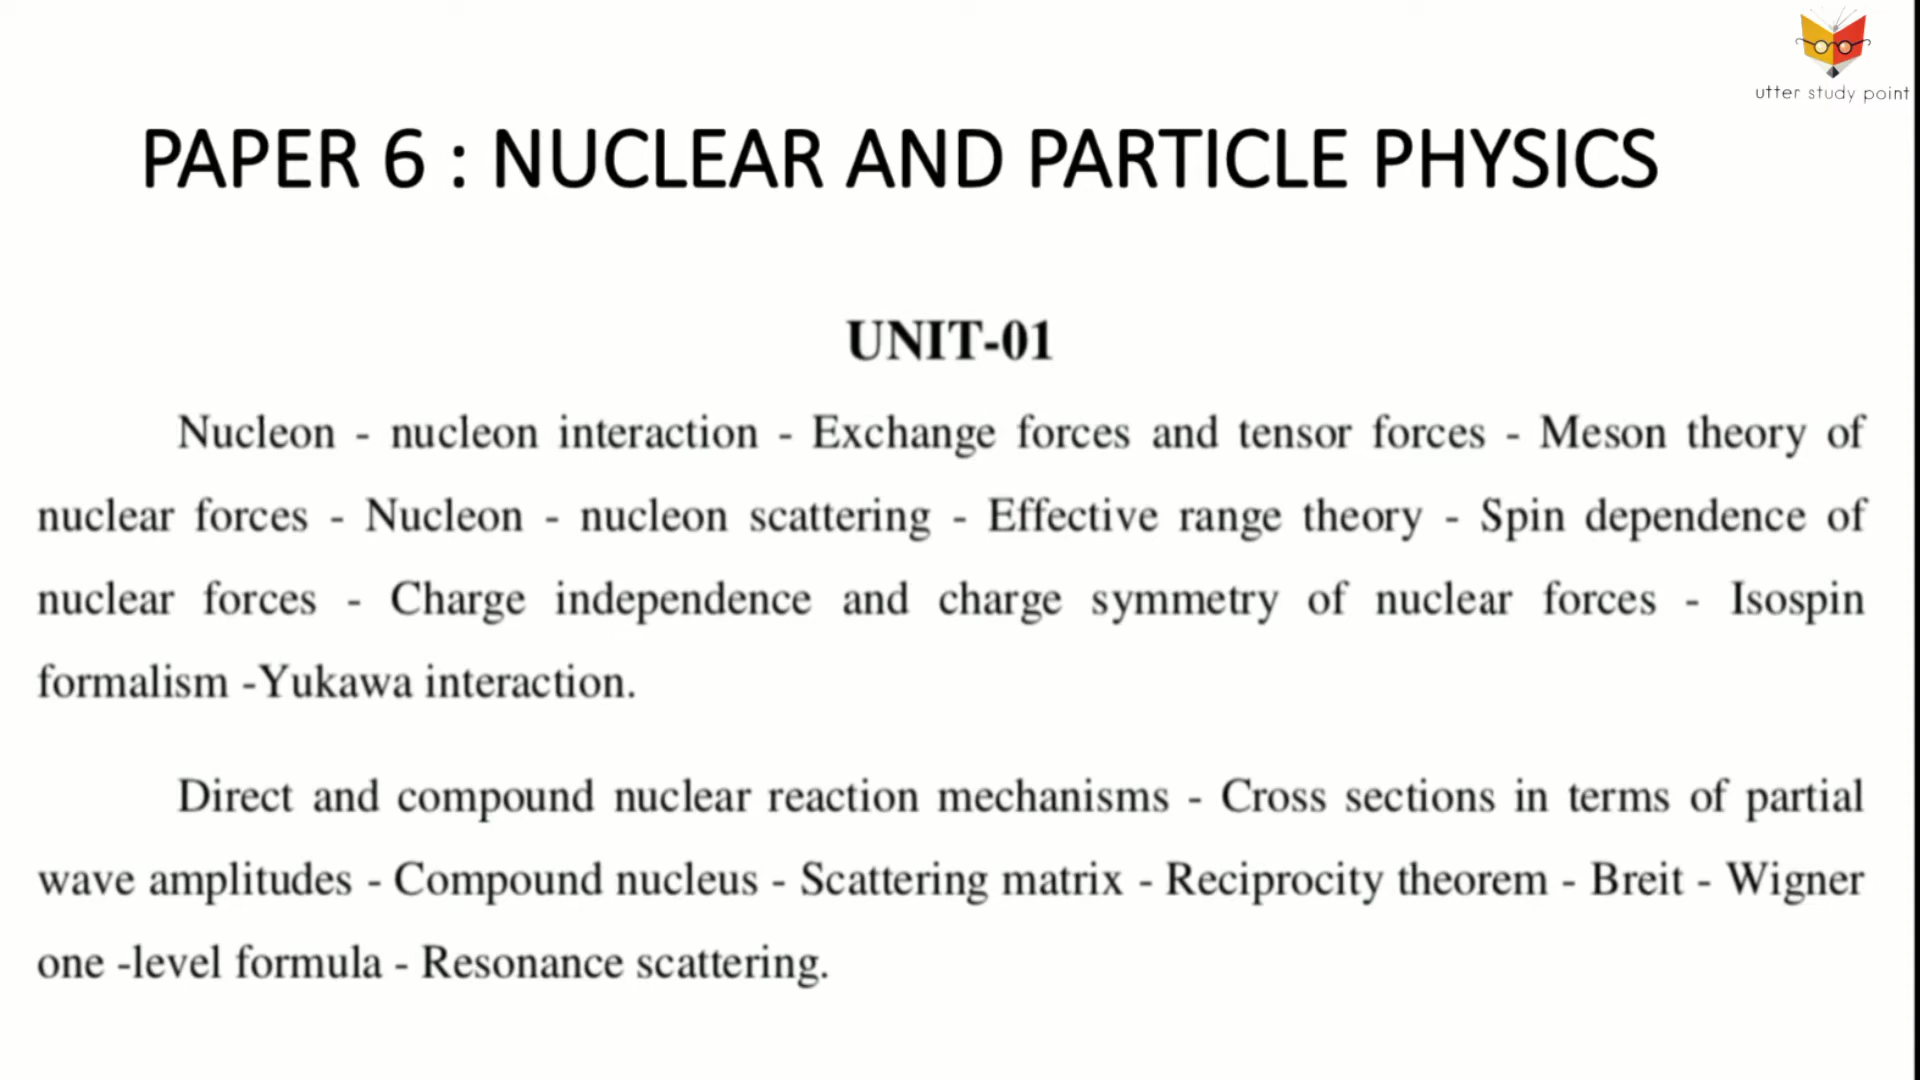 utter study point
PAPER 6 : NUCLEAR AND PARTICLE PHYSICS
UNIT-01
Nucleon - nucleon interaction - Exchange forces and tensor forces - Meson theory of
nuclear forces - Nucleon - nucleon scattering - Effective range theory - Spin dependence of
nuclear forces - Charge independence and charge symmetry of nuclear forces - Isospin
formalism -Yukawa interaction.
Direct and compound nuclear reaction mechanisms - Cross sections in terms of partial
wave amplitudes - Compound nucleus - Scattering matrix - Reciprocity theorem - Breit - Wigner
one -level formula - Resonance scattering.